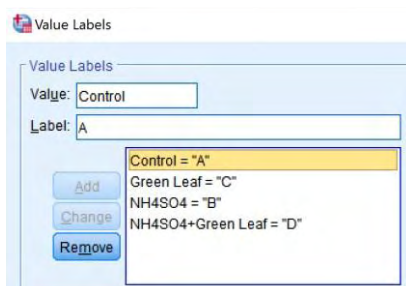 Value Labels
Value Labels
Value: Control
Label: A
Control = "A"
Green Leaf = "C"
NH4SO4 = "B"
NH4SO4+Green Leaf = "D"
Add
Change
Remove